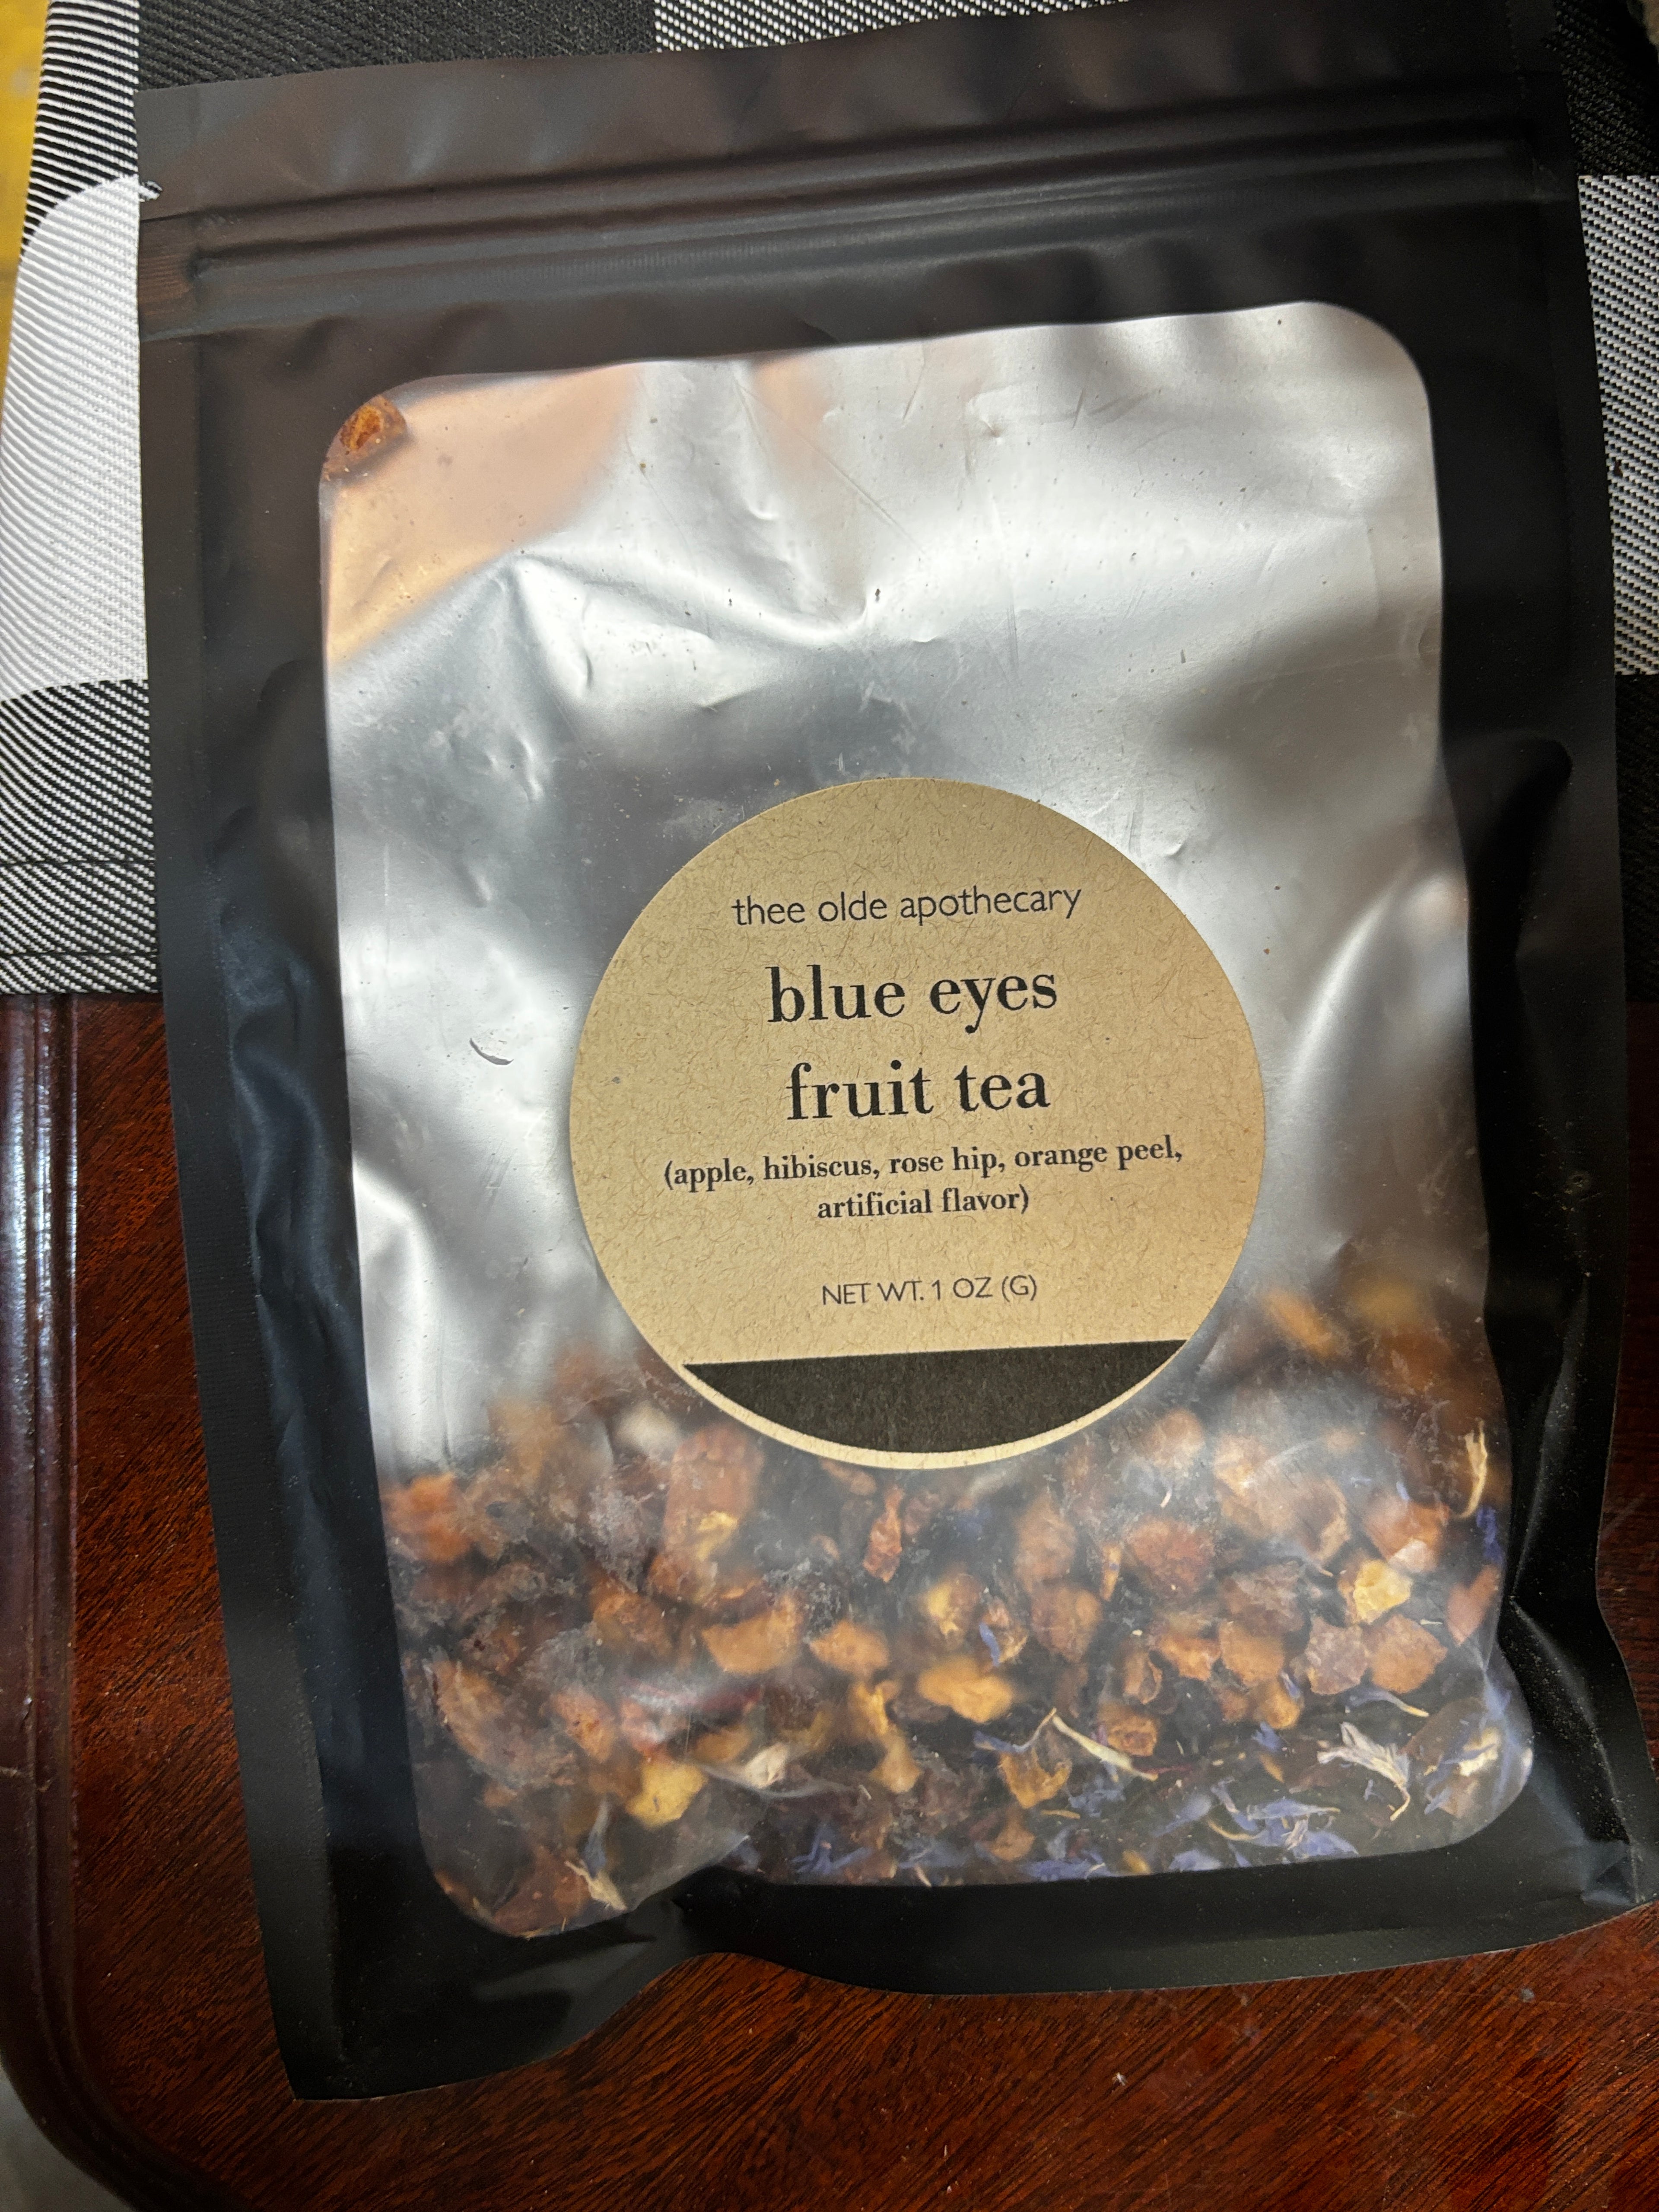 thee olde apothecary
blue eyes
fruit tea
(apple, hibiscus, rose hip, orange peel,
artificial flavor)
NET WT. 1 OZ (G)